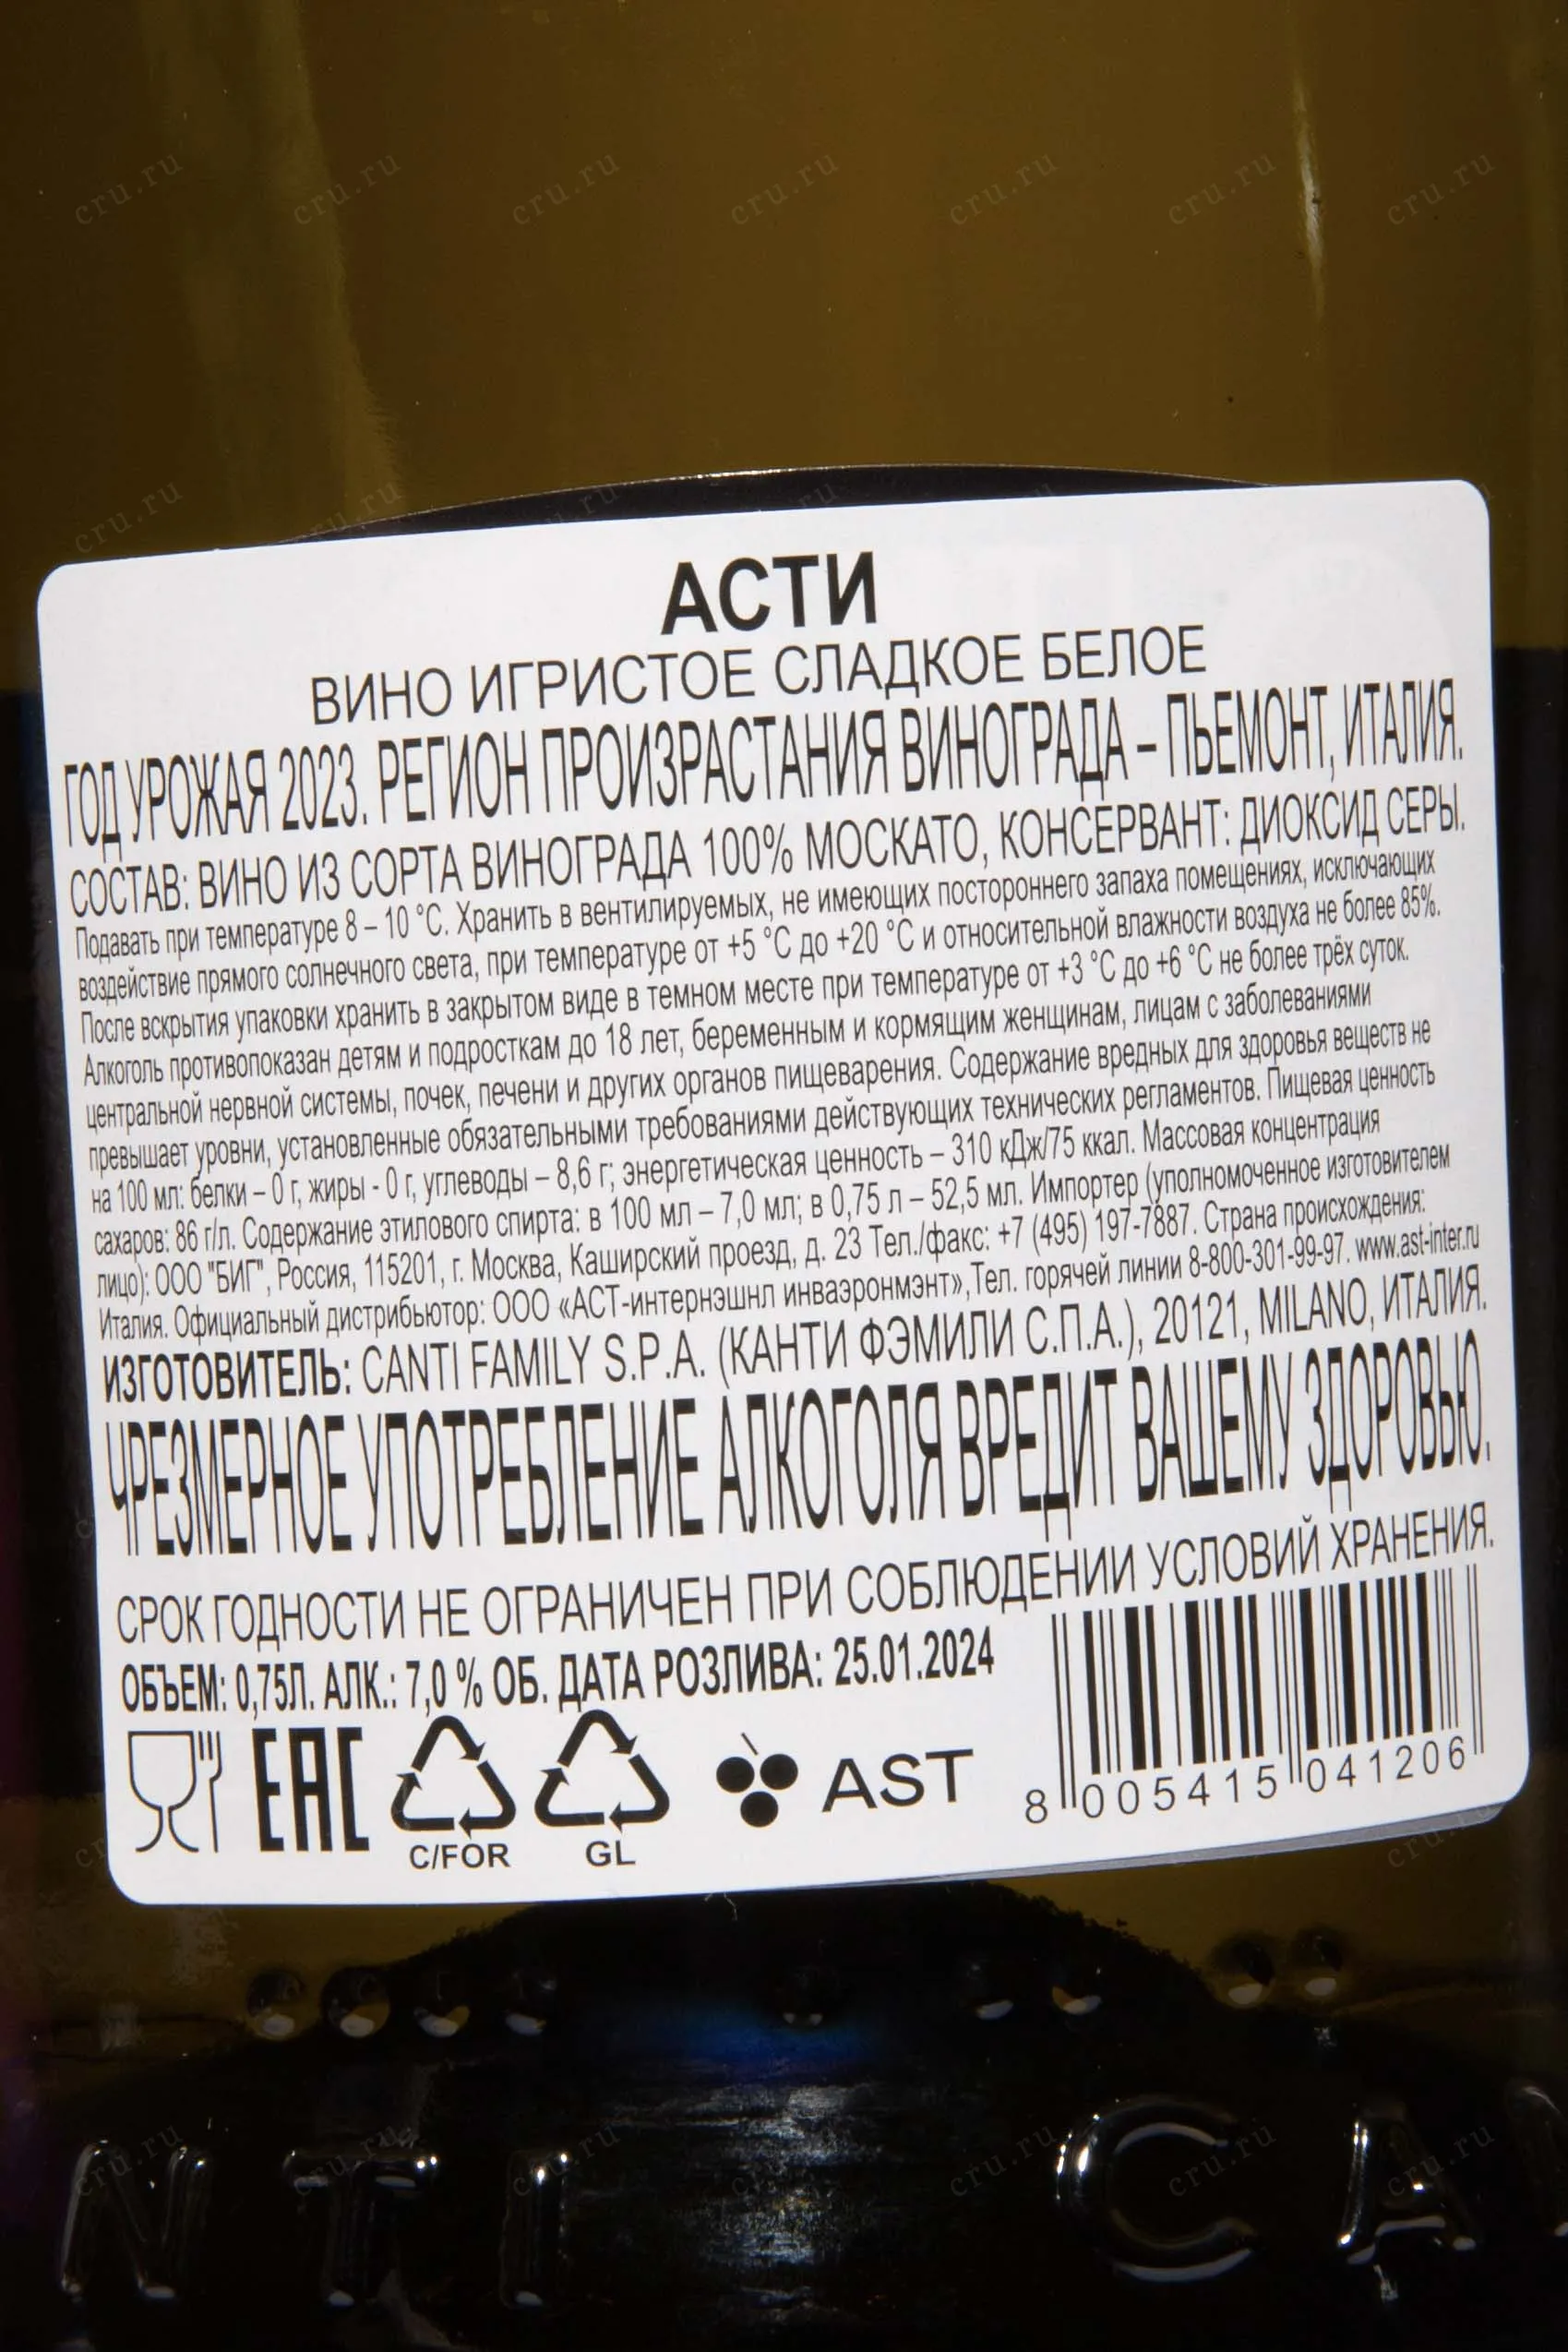 АСТИ
ВИНО ИГРИСТОЕ СЛАДКОЕ БЕЛОЕ
ГОД УРОЖАЯ 2023. РЕГИОН ПРОИЗРАСТАНИЯ ВИНОГРАДА – ПЬЕМОНТ, ИТАЛИЯ.
СОСТАВ: ВИНО ИЗ СОРТА ВИНОГРАДА 100% МОСКАТО, КОНСЕРВАНТ: ДИОКСИД СЕРЫ.
Подавать при температуре 8 – 10 °C. Хранить в вентилируемых, не имеющих постороннего запаха помещениях, исключающих
воздействие прямого солнечного света, при температуре от +5 °C до +20 °C и относительной влажности воздуха не более 85%.
После вскрытия упаковки хранить в закрытом виде в темном месте при температуре от +3 °C до +6 °C не более трёх суток.
Алкоголь противопоказан детям и подросткам до 18 лет, беременным и кормящим женщинам, лицам с заболеваниями
центральной нервной системы, почек, печени и других органов пищеварения. Содержание вредных для здоровья веществ не
превышает уровни, установленные обязательными требованиями действующих технических регламентов. Пищевая ценность
на 100 мл: белки – 0 г, жиры - 0 г, углеводы – 8,6 г; энергетическая ценность – 310 кДж/75 ккал. Массовая концентрация
сахаров: 86 г/л. Содержание этилового спирта: в 100 мл – 7,0 мл; в 0,75 л – 52,5 мл. Импортер (уполномоченное изготовителем
лицо): ООО "БИГ", Россия, 115201, г. Москва, Каширский проезд, д. 23 Тел./факс: +7 (495) 197-7887. Страна происхождения:
Италия. Официальный дистрибьютор: ООО «АСТ-интернэшнл инваэронмэнт», Тел. горячей линии 8-800-301-99-97. www.ast-inter.ru
ИЗГОТОВИТЕЛЬ: CANTI FAMILY S.P.A. (КАНТИ ФЭМИЛИ С.П.А.), 20121, MILANO, ИТАЛИЯ.
ЧРЕЗМЕРНОЕ УПОТРЕБЛЕНИЕ АЛКОГОЛЯ ВРЕДИТ ВАШЕМУ ЗДОРОВЬЮ.
СРОК ГОДНОСТИ НЕ ОГРАНИЧЕН ПРИ СОБЛЮДЕНИИ УСЛОВИЙ ХРАНЕНИЯ.
ОБЪЕМ: 0,75Л. АЛК.: 7,0 % ОБ. ДАТА РОЗЛИВА: 25.01.2024
EAC
C/FOR
GL
AST
8 005415 041206
NTI CA
cru.ru